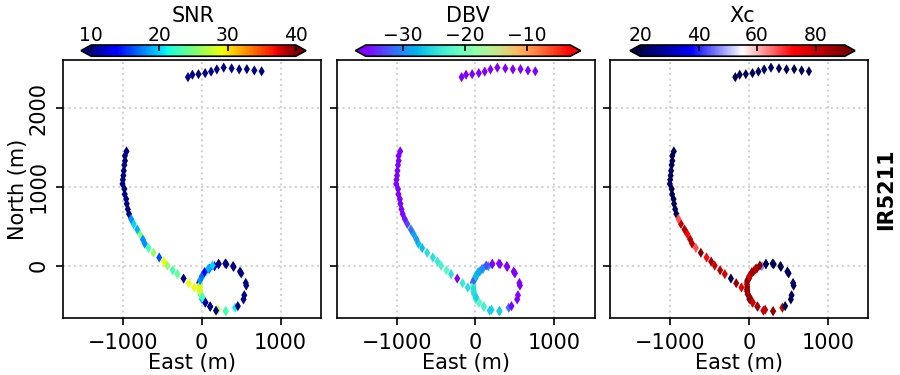 SNR DBV Xc
10 20 30 40 −30 −20 −10 20 40 60 80
2000
1000
0
North (m)
IR5211
−1000 0 1000 −1000 0 1000 −1000 0 1000
East (m) East (m) East (m)